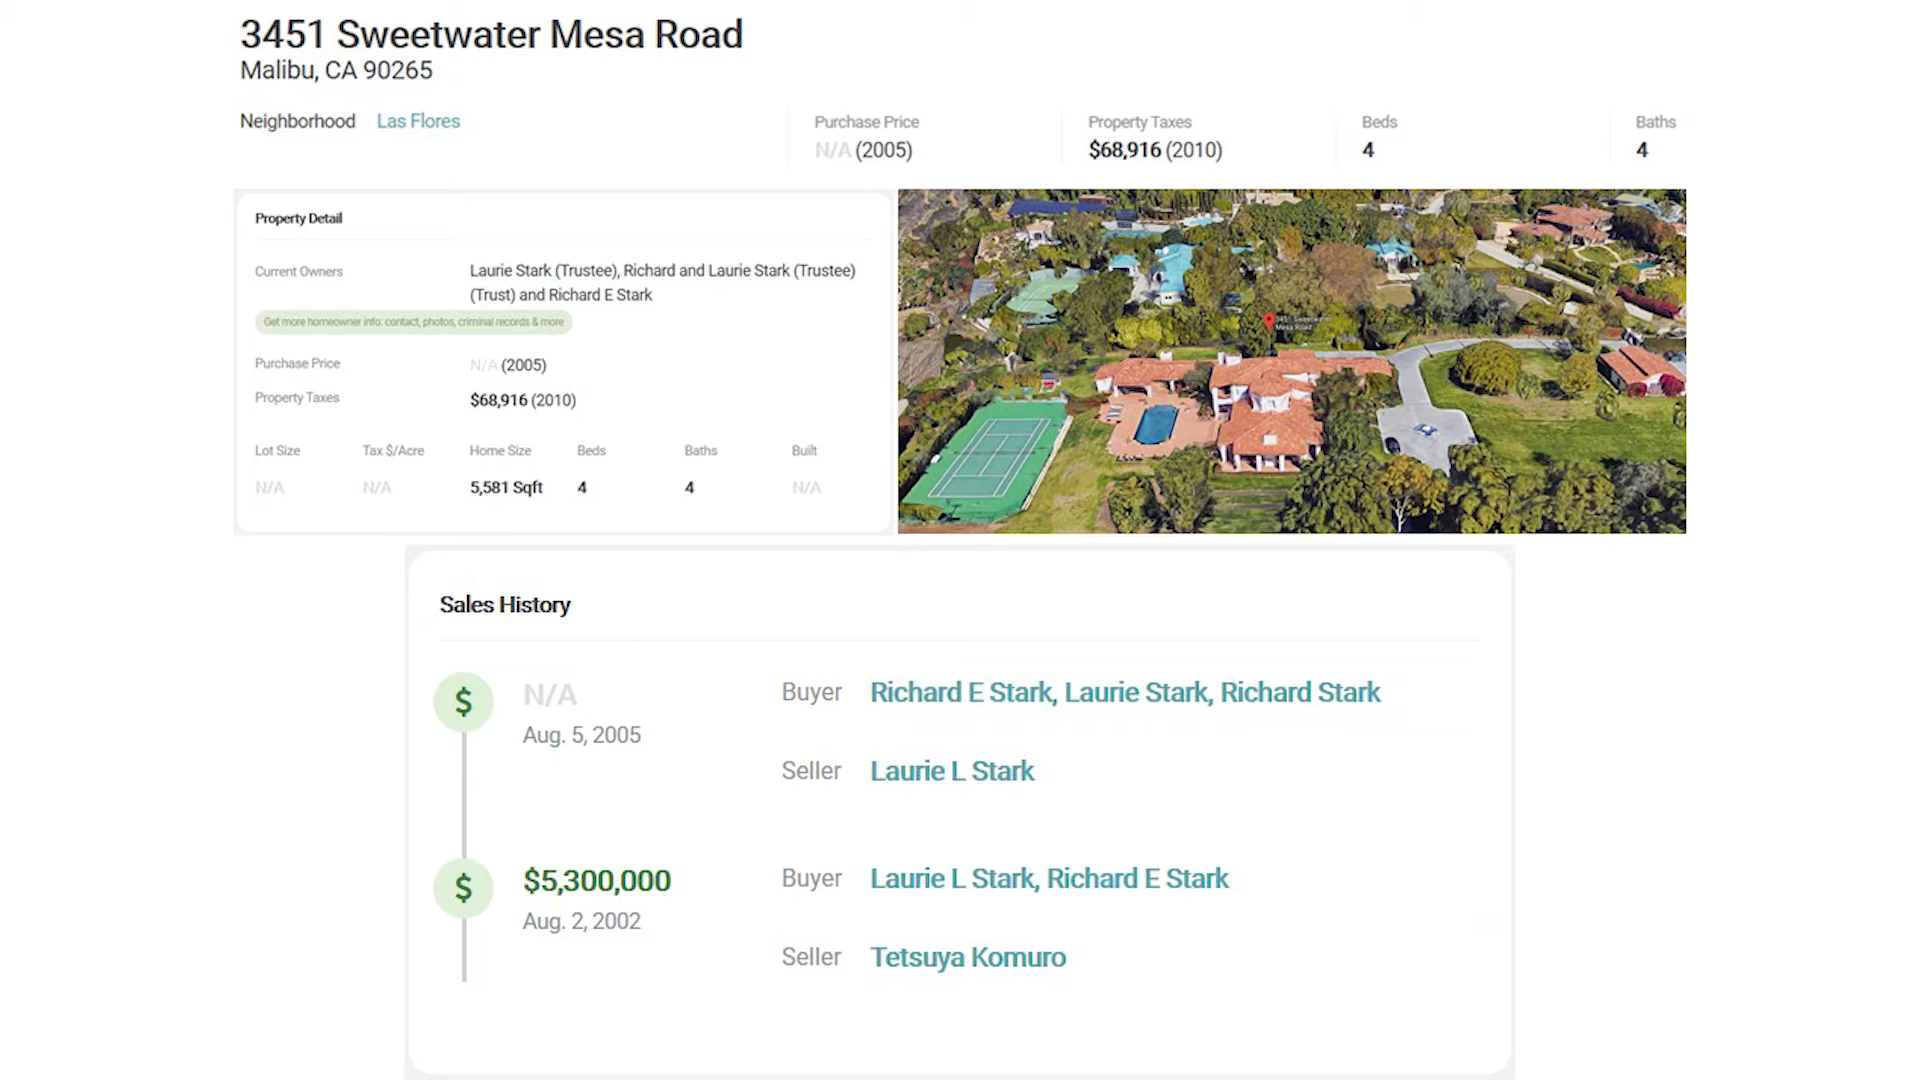 3451 Sweetwater Mesa Road
Malibu, CA 90265
Neighborhood Las Flores
Purchase Price
N/A (2005)
Property Taxes
$68,916 (2010)
Beds
4
Baths
4
Property Detail
Current Owners
Laurie Stark (Trustee), Richard and Laurie Stark (Trustee)
(Trust) and Richard E Stark
Get more homeowner info: contact, photos, criminal records & more
Purchase Price N/A (2005)
Property Taxes $68,916 (2010)
Lot Size Tax $/Acre Home Size Beds Baths Built
N/A N/A 5,581 Sqft 4 4 N/A
3451 Sweetwater
Mesa Road
Sales History
$ N/A
Aug. 5, 2005
Buyer Richard E Stark, Laurie Stark, Richard Stark
Seller Laurie L Stark
$ $5,300,000
Aug. 2, 2002
Buyer Laurie L Stark, Richard E Stark
Seller Tetsuya Komuro